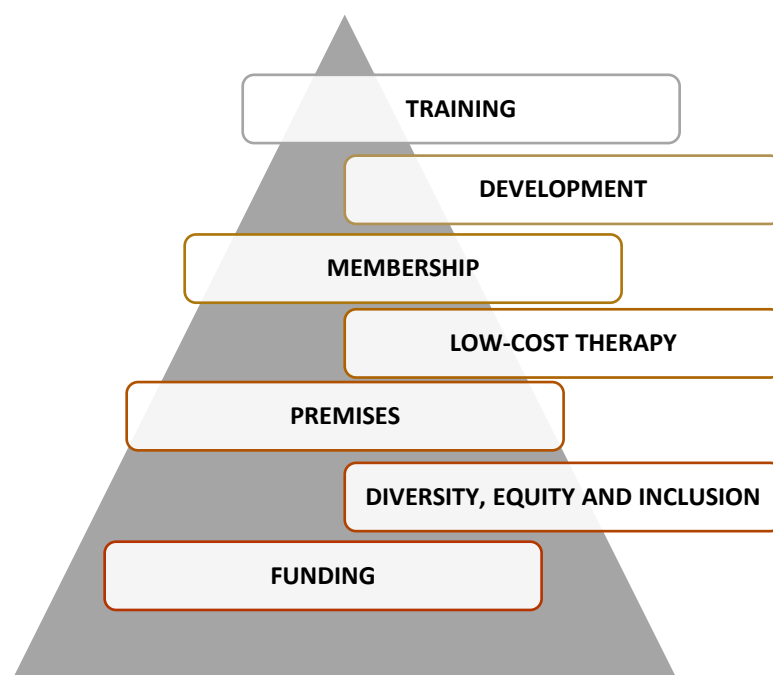 TRAINING
DEVELOPMENT
MEMBERSHIP
LOW-COST THERAPY
PREMISES
DIVERSITY, EQUITY AND INCLUSION
FUNDING